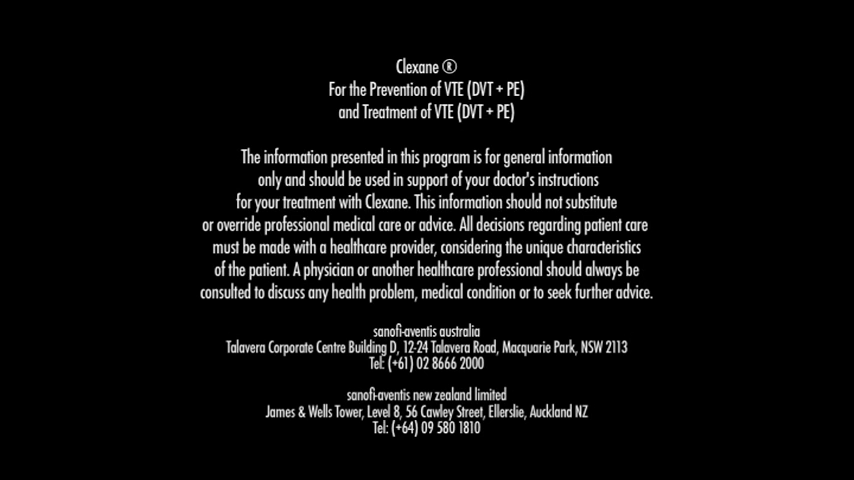 Clexane ®
For the Prevention of VTE (DVT + PE)
and Treatment of VTE (DVT + PE)
The information presented in this program is for general information
only and should be used in support of your doctor's instructions
for your treatment with Clexane. This information should not substitute
or override professional medical care or advice. All decisions regarding patient care
must be made with a healthcare provider, considering the unique characteristics
of the patient. A physician or another healthcare professional should always be
consulted to discuss any health problem, medical condition or to seek further advice.
sanofi-aventis australia
Talavera Corporate Centre Building D, 12-24 Talavera Road, Macquarie Park, NSW 2113
Tel: (+61) 02 8666 2000
sanofi-aventis new zealand limited
James & Wells Tower, Level 8, 56 Cawley Street, Ellerslie, Auckland NZ
Tel: (+64) 09 580 1810